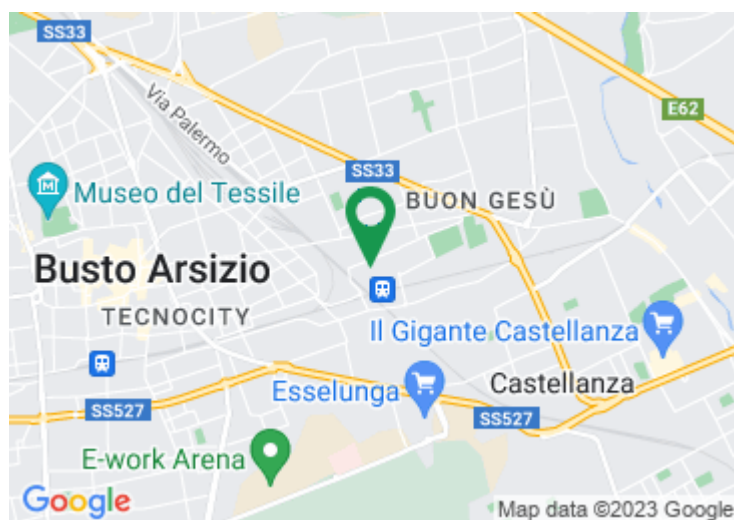 SS33
Via Palermo
E62
SS33
Museo del Tessile
BUON GESÙ
Busto Arsizio
TECNOCITY
Il Gigante Castellanza
Esselunga
Castellanza
SS527
SS527
E-work Arena
Google
Map data ©2023 Google